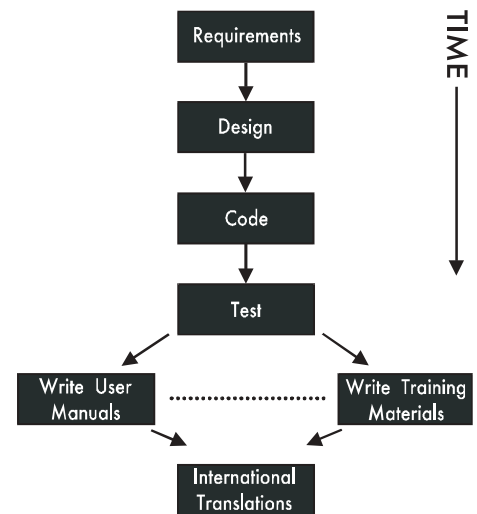 Requirements
TIME
Design
Code
Test
Write User
Manuals
Write Training
Materials
International
Translations